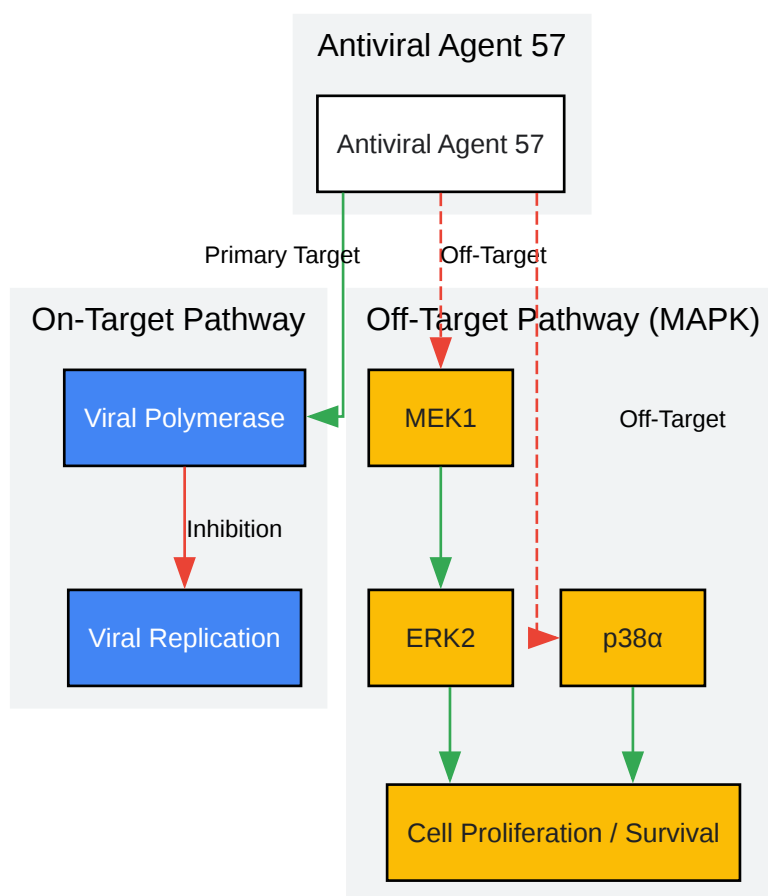 Antiviral Agent 57
Antiviral Agent 57
Primary Target
Off-Target
On-Target Pathway
Off-Target Pathway (MAPK)
Viral Polymerase
MEK1
Off-Target
Inhibition
Viral Replication
ERK2
p38α
Cell Proliferation / Survival